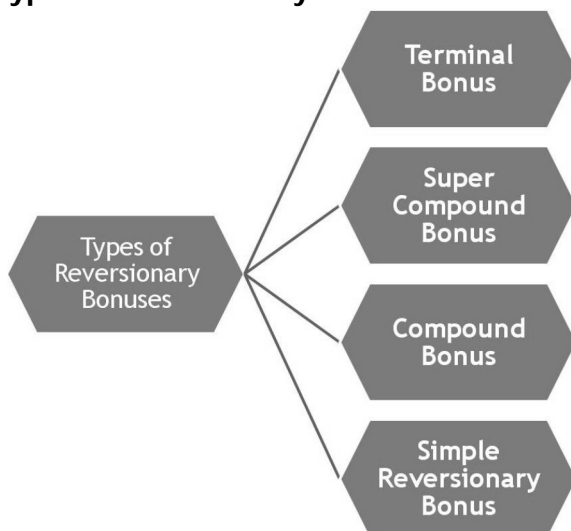 Types of
Reversionary
Bonuses
Terminal
Bonus
Super
Compound
Bonus
Compound
Bonus
Simple
Reversionary
Bonus